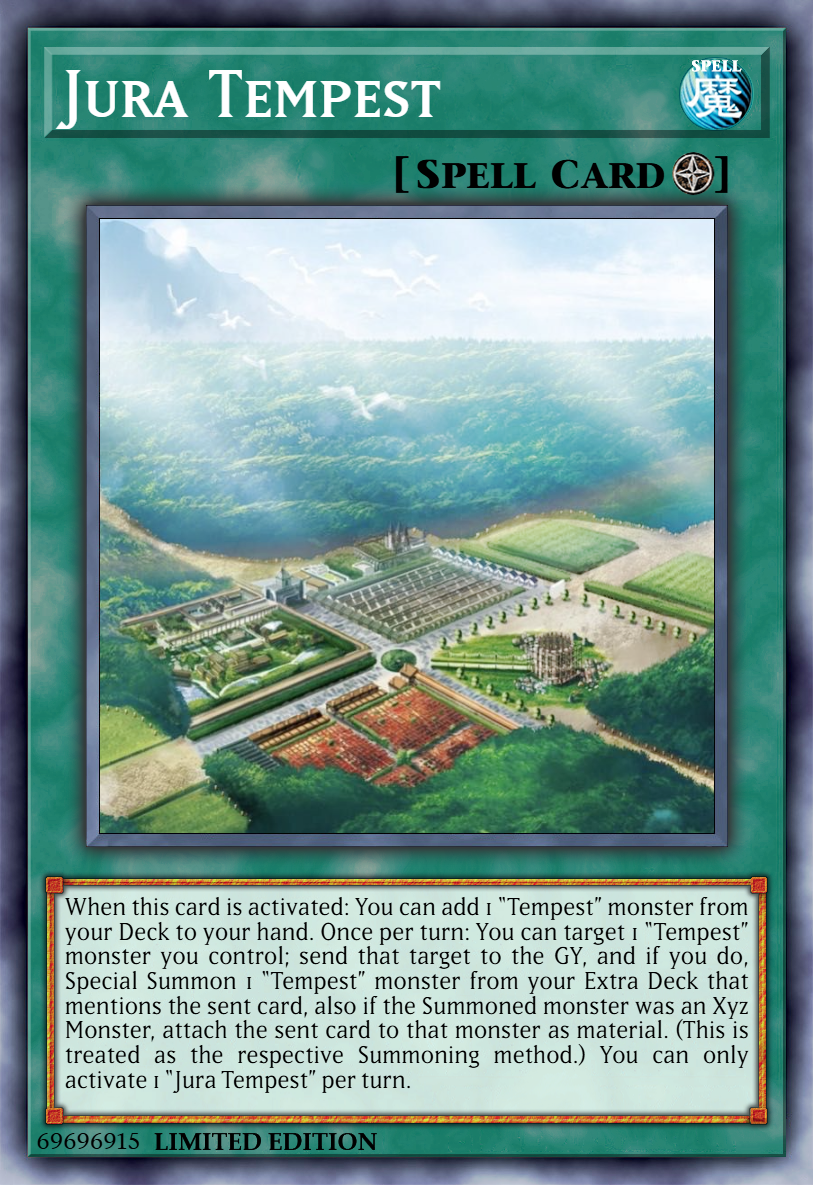 Jura Tempest
SPELL
魔
[Spell Card]
When this card is activated: You can add 1 "Tempest" monster from
your Deck to your hand. Once per turn: You can target 1 "Tempest"
monster you control; send that target to the GY, and if you do,
Special Summon 1 "Tempest" monster from your Extra Deck that
mentions the sent card, also if the Summoned monster was an Xyz
Monster, attach the sent card to that monster as material. (This is
treated as the respective Summoning method.) You can only
activate 1 "Jura Tempest" per turn.
69696915 LIMITED EDITION